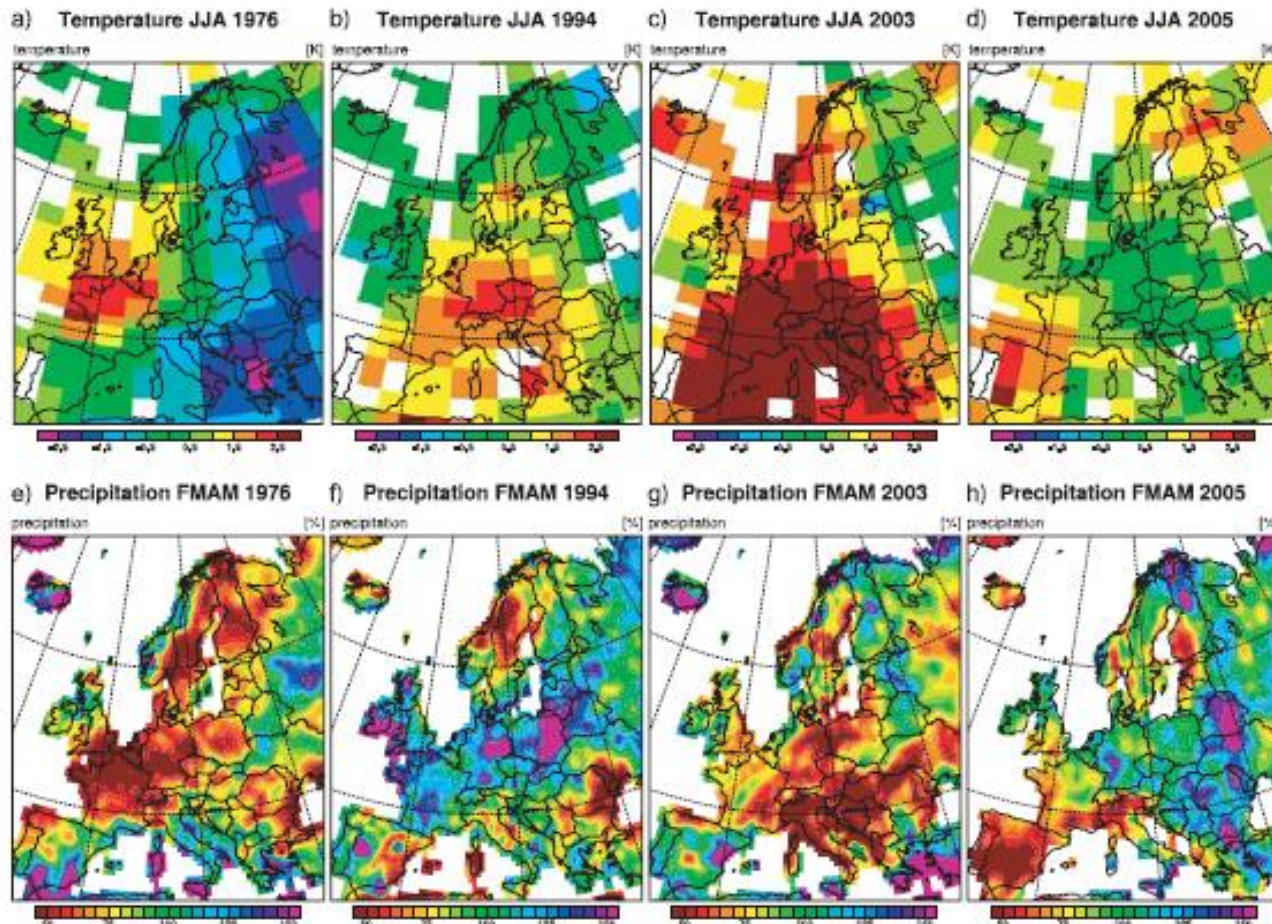 a) Temperature JJA 1976
temperature [K]
b) Temperature JJA 1994
temperature [K]
c) Temperature JJA 2003
temperature [K]
d) Temperature JJA 2005
temperature [K]
e) Precipitation FMAM 1976
precipitation [%]
f) Precipitation FMAM 1994
precipitation [%]
g) Precipitation FMAM 2003
precipitation [%]
h) Precipitation FMAM 2005
precipitation [%]